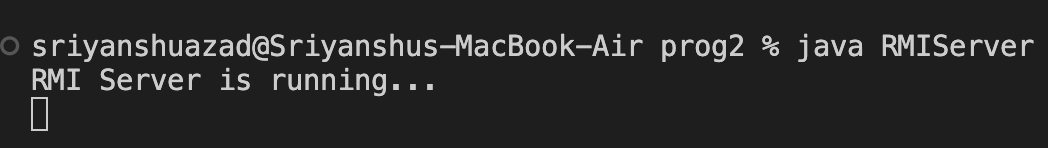 sriyanshuazad@Sriyanshus-MacBook-Air prog2 % java RMIServer
RMI Server is running...